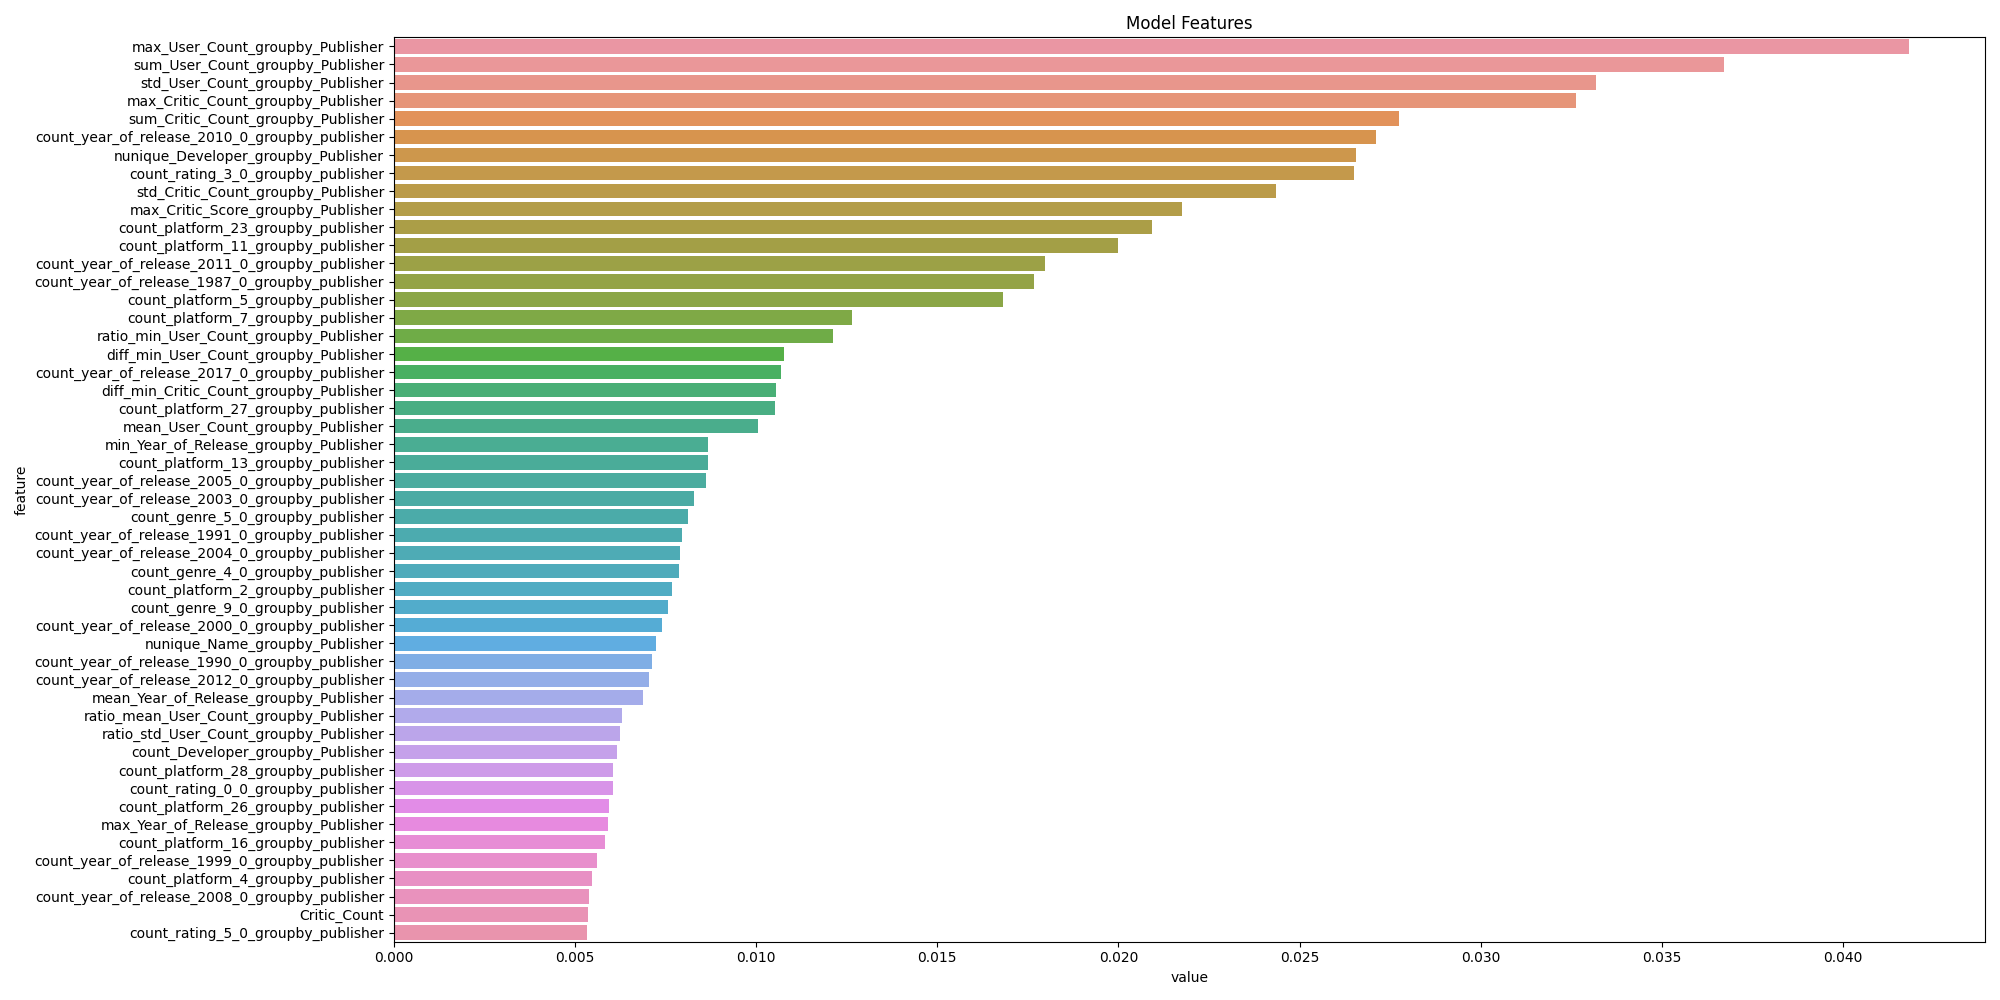 Model Features
max_User_Count_groupby_Publisher
sum_User_Count_groupby_Publisher
std_User_Count_groupby_Publisher
max_Critic_Count_groupby_Publisher
sum_Critic_Count_groupby_Publisher
count_year_of_release_2010_0_groupby_publisher
nunique_Developer_groupby_Publisher
count_rating_3_0_groupby_publisher
std_Critic_Count_groupby_Publisher
max_Critic_Score_groupby_Publisher
count_platform_23_groupby_publisher
count_platform_11_groupby_publisher
count_year_of_release_2011_0_groupby_publisher
count_year_of_release_1987_0_groupby_publisher
count_platform_5_groupby_publisher
count_platform_7_groupby_publisher
ratio_min_User_Count_groupby_Publisher
diff_min_User_Count_groupby_Publisher
count_year_of_release_2017_0_groupby_publisher
diff_min_Critic_Count_groupby_Publisher
count_platform_27_groupby_publisher
mean_User_Count_groupby_Publisher
min_Year_of_Release_groupby_Publisher
count_platform_13_groupby_publisher
count_year_of_release_2005_0_groupby_publisher
count_year_of_release_2003_0_groupby_publisher
count_genre_5_0_groupby_publisher
count_year_of_release_1991_0_groupby_publisher
count_year_of_release_2004_0_groupby_publisher
count_genre_4_0_groupby_publisher
count_platform_2_groupby_publisher
count_genre_9_0_groupby_publisher
count_year_of_release_2000_0_groupby_publisher
nunique_Name_groupby_Publisher
count_year_of_release_1990_0_groupby_publisher
count_year_of_release_2012_0_groupby_publisher
mean_Year_of_Release_groupby_Publisher
ratio_mean_User_Count_groupby_Publisher
ratio_std_User_Count_groupby_Publisher
count_Developer_groupby_Publisher
count_platform_28_groupby_publisher
count_rating_0_0_groupby_publisher
count_platform_26_groupby_publisher
max_Year_of_Release_groupby_Publisher
count_platform_16_groupby_publisher
count_year_of_release_1999_0_groupby_publisher
count_platform_4_groupby_publisher
count_year_of_release_2008_0_groupby_publisher
Critic_Count
count_rating_5_0_groupby_publisher
feature
0.000 0.005 0.010 0.015 0.020 0.025 0.030 0.035 0.040
value